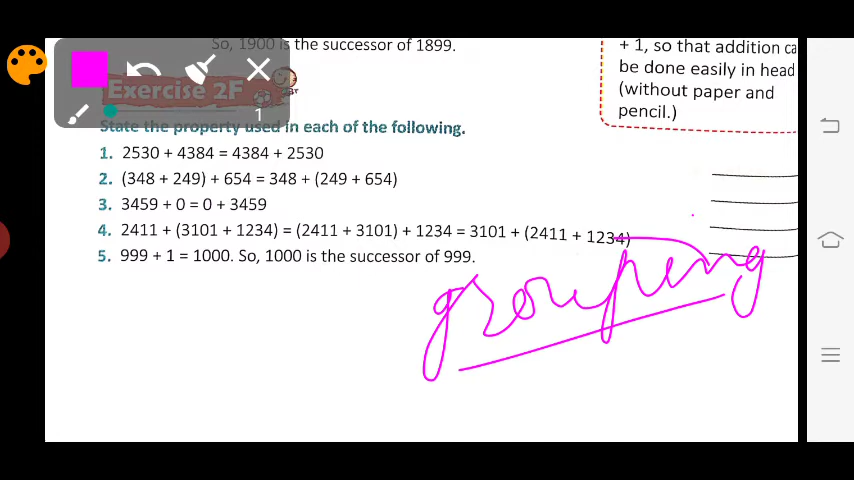 So, 1900 is the successor of 1899.
+ 1, so that addition ca
be done easily in head
(without paper and
pencil.)
Exercise 2F
1
State the property used in each of the following.
1. 2530 + 4384 = 4384 + 2530
2. (348 + 249) + 654 = 348 + (249 + 654)
3. 3459 + 0 = 0 + 3459
4. 2411 + (3101 + 1234) = (2411 + 3101) + 1234 = 3101 + (2411 + 1234)
5. 999 + 1 = 1000. So, 1000 is the successor of 999.
grouping